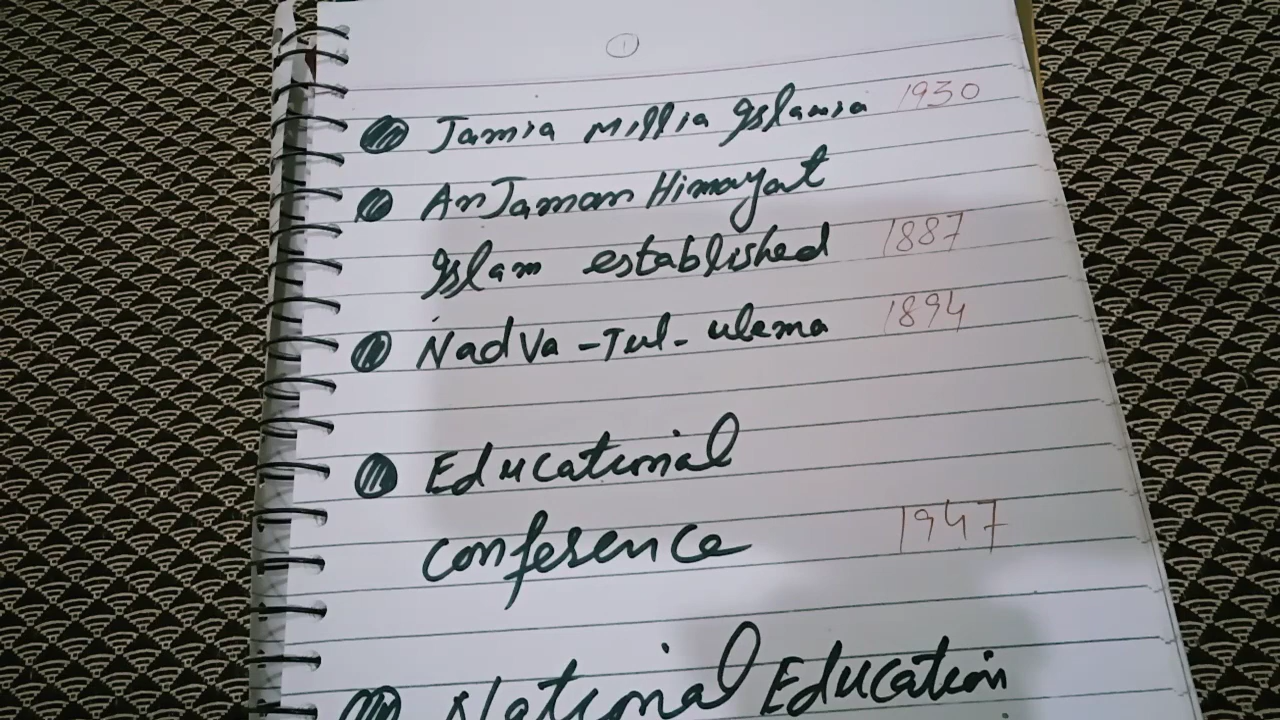 1
Jamia Millia Islamia 1930
AnJaman Himayat
Islam established 1887
NadVa-Tul-ulema 1894
Educational
conference 1947
National Education